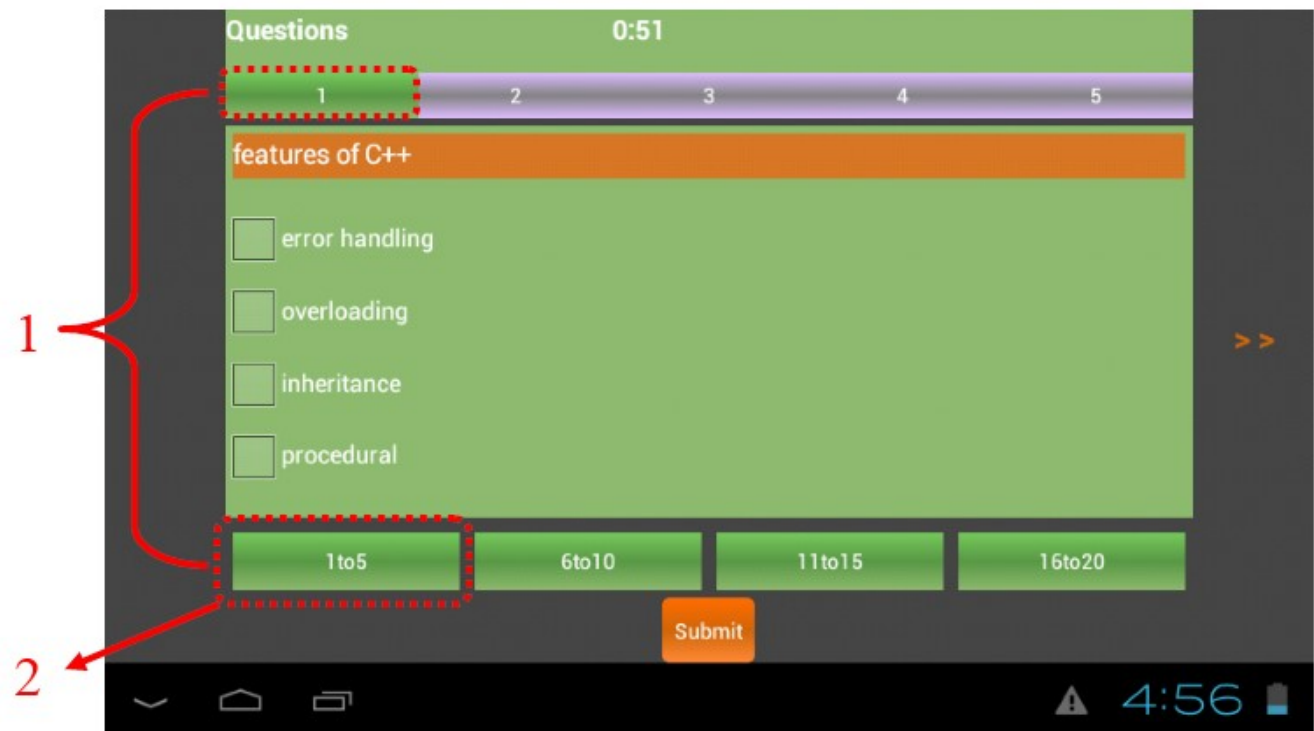 Questions 0:51
1 2 3 4 5
features of C++
error handling
overloading
1
> >
inheritance
procedural
1to5 6to10 11to15 16to20
Submit
2
4:56